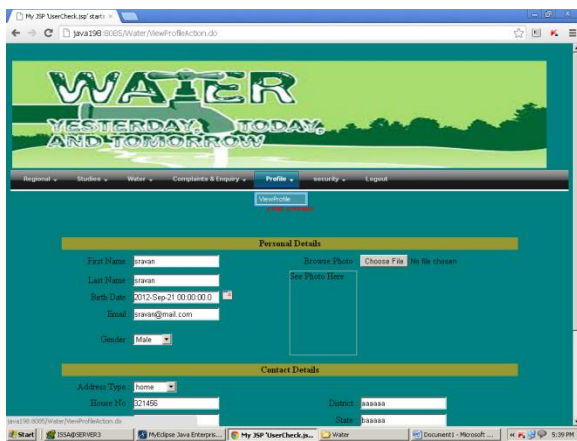 My JSP 'UserCheck.jsp' starti
java198:8085/Water/ViewProfileAction.do
WATER
YESTERDAY, TODAY,
AND TOMORROW
Regional Studies Water Complaints & Enquiry Profile security Logout
ViewProfile
Personal Details
First Name sravan Browse Photo Choose File No file chosen
Last Name sravan See Photo Here
Birth Date 2012-Sep-21 00:00:00.0
Email sravan@mail.com
Gender Male
Contact Details
Address Type home
House No 321456 District aaaaaa
State baaaaa
java198:8085/Water/ViewProfileAction.do
Start ISSA@SERVER3 MyEclipse Java Enterpris... My JSP 'UserCheck.js... Water Document1 - Microsoft ... 5:39 PM